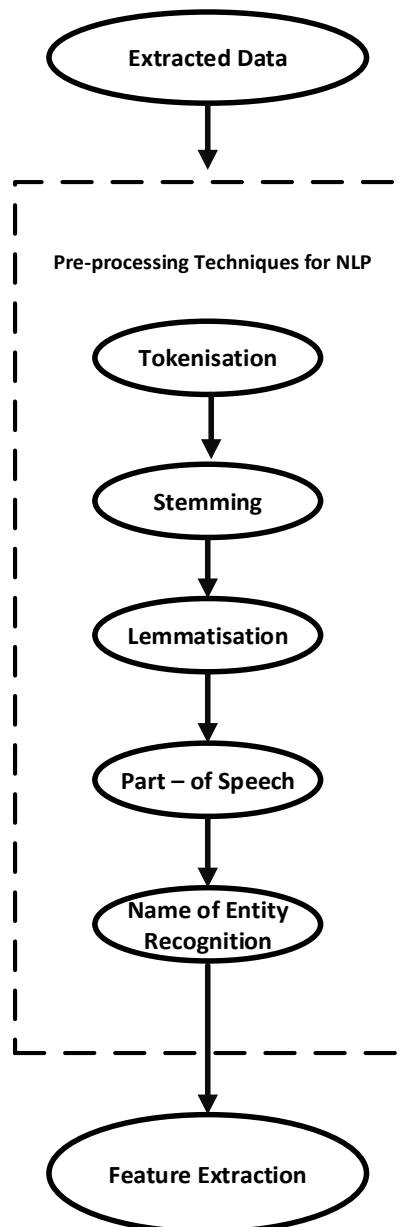 Extracted Data
Pre-processing Techniques for NLP
Tokenisation
Stemming
Lemmatisation
Part – of Speech
Name of Entity
Recognition
Feature Extraction